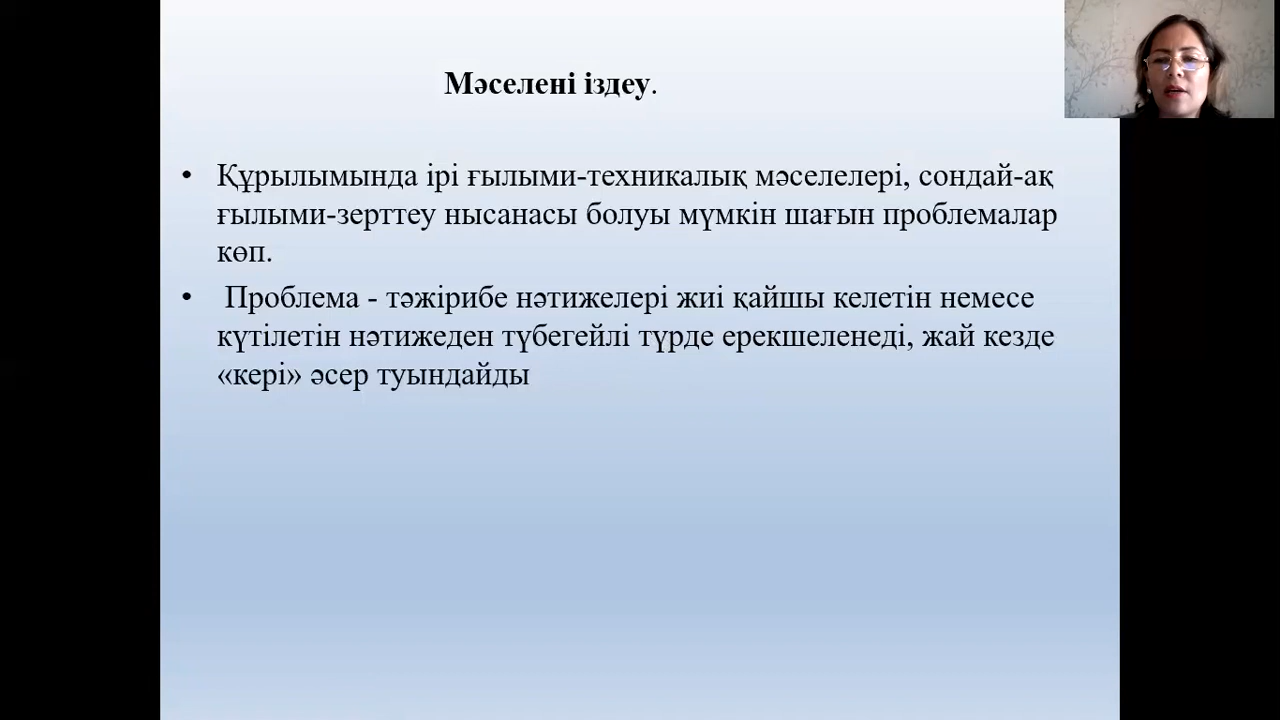 Мәселені іздеу.
• Құрылымында ірі ғылыми-техникалық мәселелері, сондай-ақ
ғылыми-зерттеу нысанасы болуы мүмкін шағын проблемалар
көп.
• Проблема - тәжірибе нәтижелері жиі қайшы келетін немесе
күтілетін нәтижеден түбегейлі түрде ерекшеленеді, жай кезде
«кері» әсер туындайды